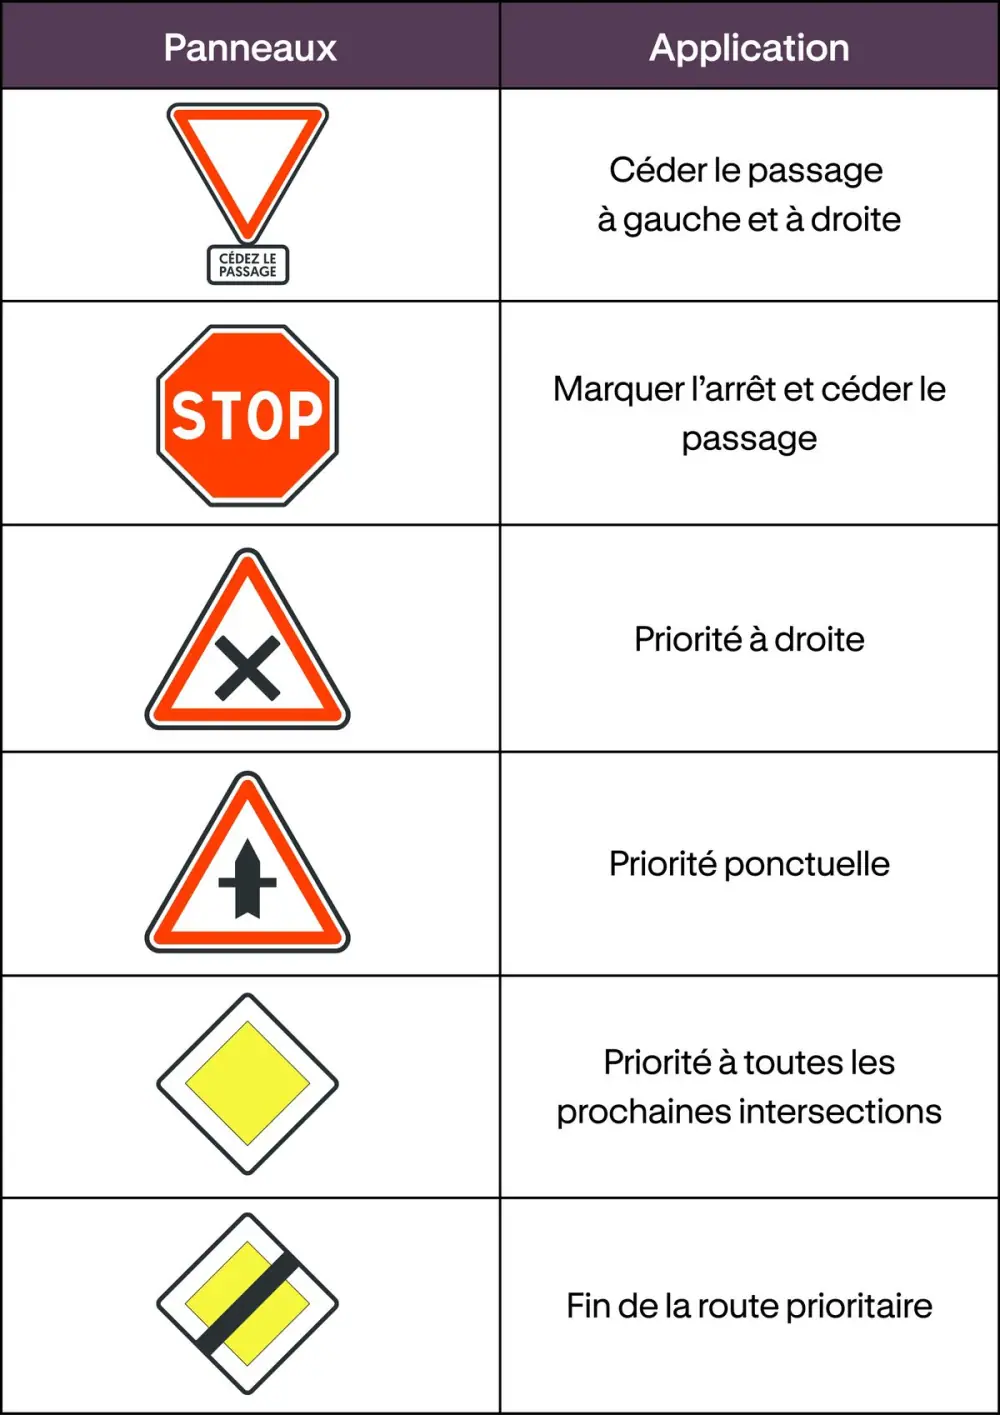 Panneaux
Application
CÉDEZ LE
PASSAGE
Céder le passage
à gauche et à droite
STOP
Marquer l’arrêt et céder le
passage
Priorité à droite
Priorité ponctuelle
Priorité à toutes les
prochaines intersections
Fin de la route prioritaire